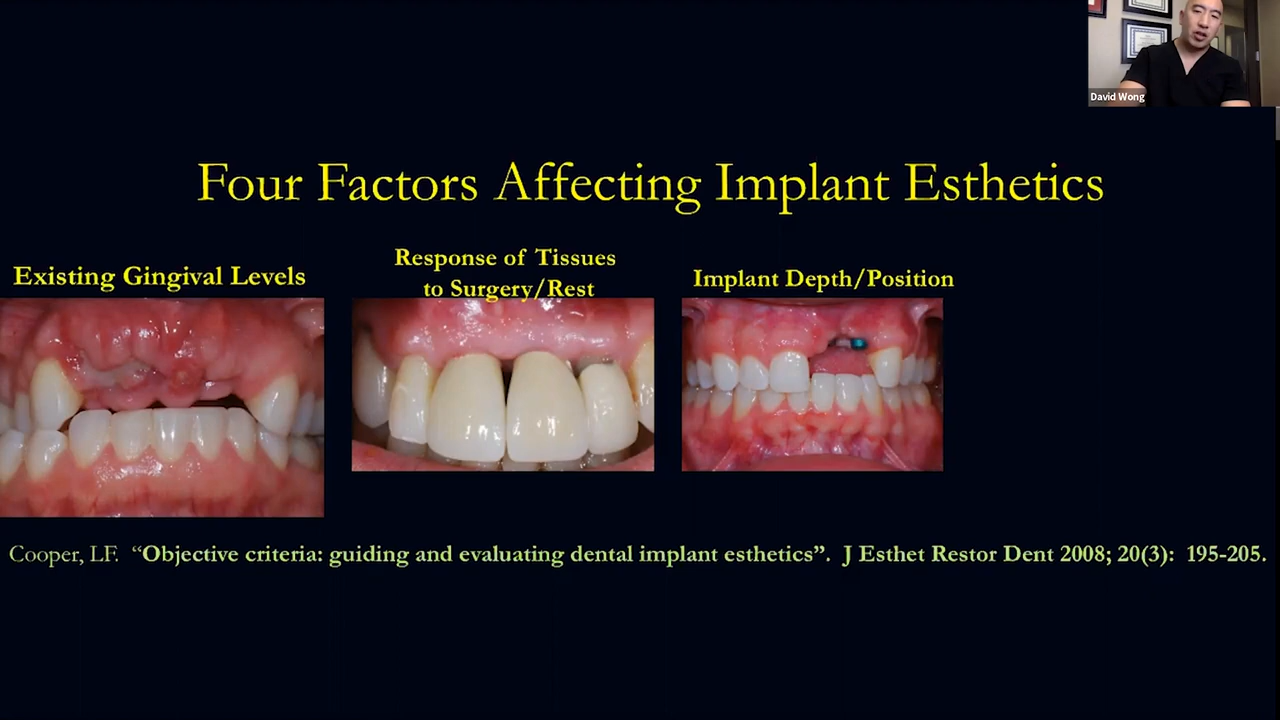 David Wong
Four Factors Affecting Implant Esthetics
Existing Gingival Levels
Response of Tissues
to Surgery/Rest
Implant Depth/Position
Cooper, LF. “Objective criteria: guiding and evaluating dental implant esthetics”. J Esthet Restor Dent 2008; 20(3): 195-205.